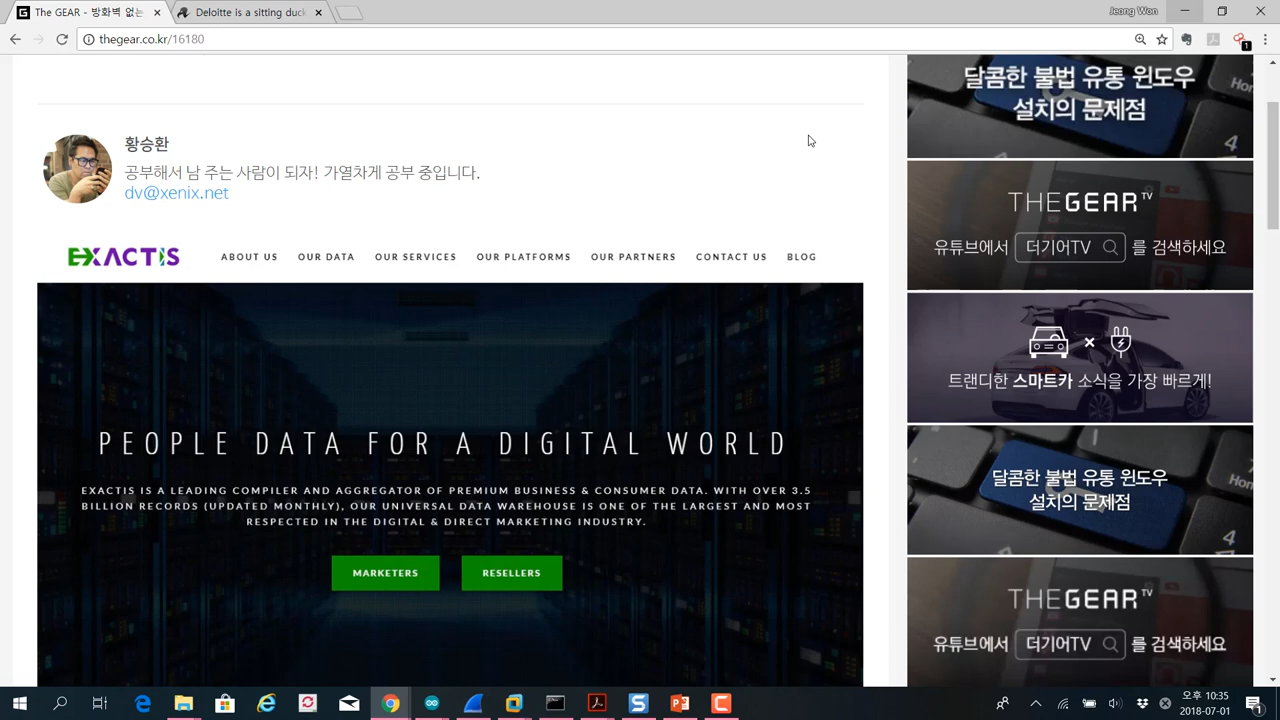 The GEAR - 방화벽 없는
Deloitte is a sitting duck:
Jeong Won
thegear.co.kr/16180
1
황승환
공부해서 남 주는 사람이 되자! 가열차게 공부 중입니다.
dv@xenix.net
EXACTIS
ABOUT US
OUR DATA
OUR SERVICES
OUR PLATFORMS
OUR PARTNERS
CONTACT US
BLOG
PEOPLE DATA FOR A DIGITAL WORLD
EXACTIS IS A LEADING COMPILER AND AGGREGATOR OF PREMIUM BUSINESS & CONSUMER DATA. WITH OVER 3.5
BILLION RECORDS (UPDATED MONTHLY), OUR UNIVERSAL DATA WAREHOUSE IS ONE OF THE LARGEST AND MOST
RESPECTED IN THE DIGITAL & DIRECT MARKETING INDUSTRY.
MARKETERS
RESELLERS
달콤한 불법 유통 윈도우
설치의 문제점
4
THEGEAR TV
유튜브에서 더기어TV 를 검색하세요
트랜디한 스마트카 소식을 가장 빠르게!
달콤한 불법 유통 윈도우
설치의 문제점
4
THEGEAR TV
유튜브에서 더기어TV 를 검색하세요
오후 10:35
2018-07-01
1